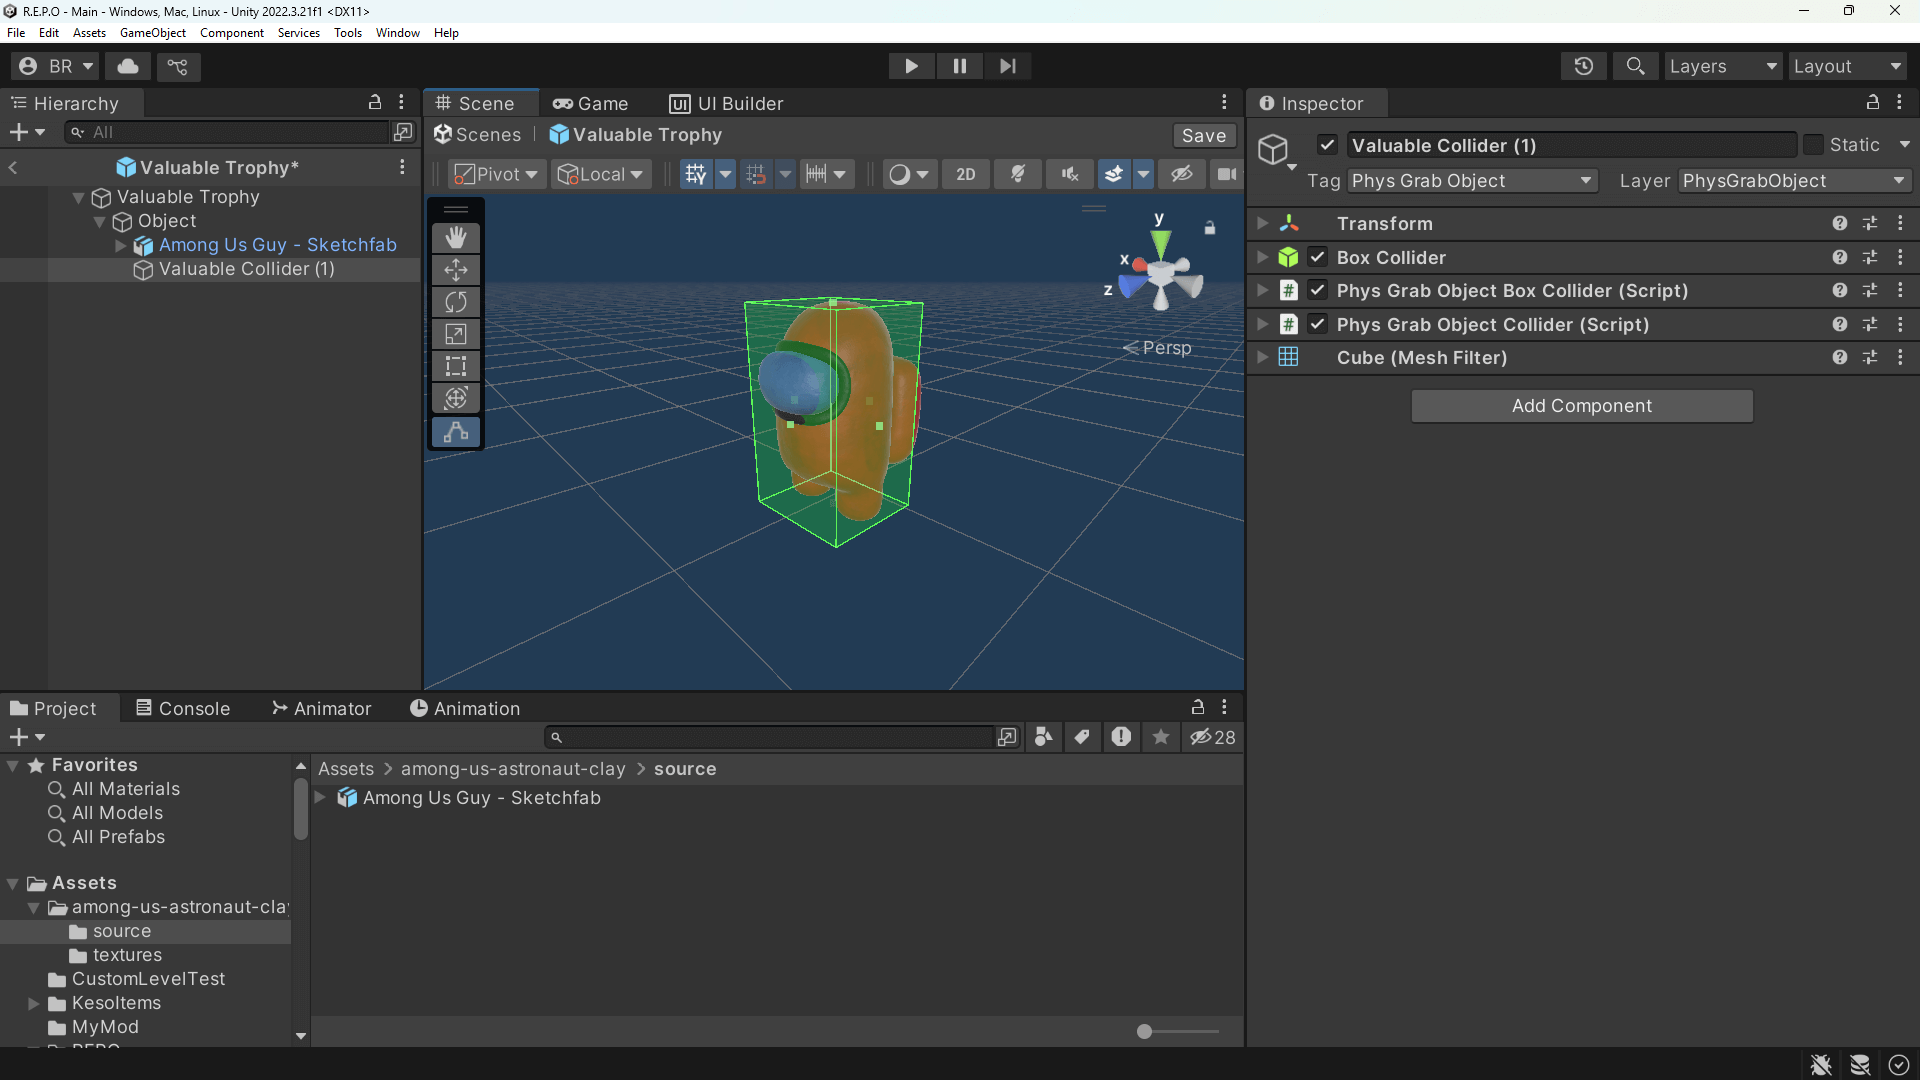 R.E.P.O - Main - Windows, Mac, Linux - Unity 2022.3.21f1 <DX11>
File Edit Assets GameObject Component Services Tools Window Help
BR
Layers
Layout
Hierarchy
All
Valuable Trophy*
Valuable Trophy
Object
Among Us Guy - Sketchfab
Valuable Collider (1)
Scene Game UI Builder
Scenes Valuable Trophy
Save
Pivot Local 2D
y
x
z
Persp
Inspector
Valuable Collider (1)
Static
Tag Phys Grab Object Layer PhysGrabObject
Transform
Box Collider
# Phys Grab Object Box Collider (Script)
# Phys Grab Object Collider (Script)
Cube (Mesh Filter)
Add Component
Project Console Animator Animation
28
Favorites
All Materials
All Models
All Prefabs
Assets
among-us-astronaut-cla
source
textures
CustomLevelTest
KesoItems
MyMod
Assets > among-us-astronaut-clay > source
Among Us Guy - Sketchfab